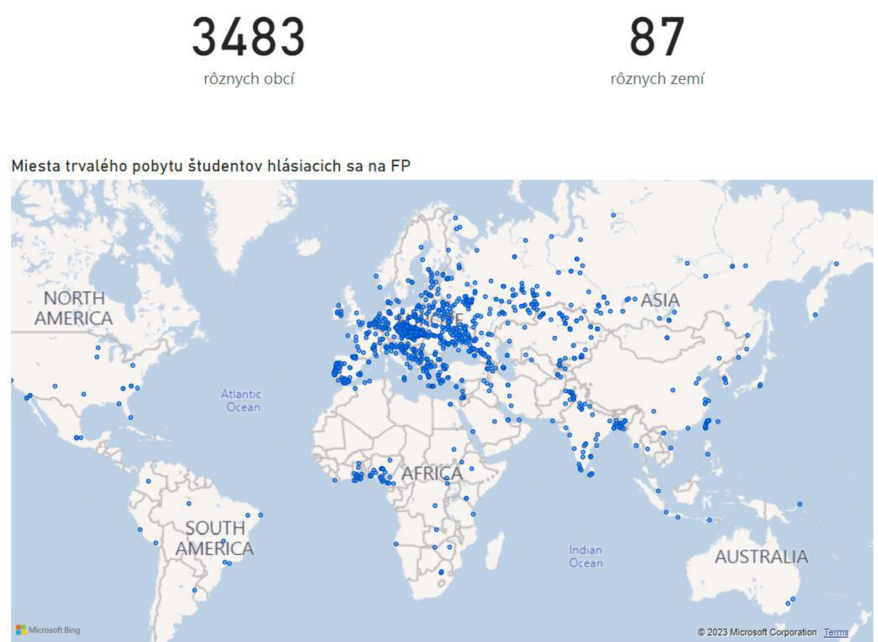 3483
rôznych obcí
87
rôznych zemí
Miesta trvalého pobytu študentov hlásiacich sa na FP
NORTH
AMERICA
ASIA
Atlantic
Ocean
AFRICA
SOUTH
AMERICA
Indian
Ocean
AUSTRALIA
Microsoft Bing
© 2023 Microsoft Corporation Terms